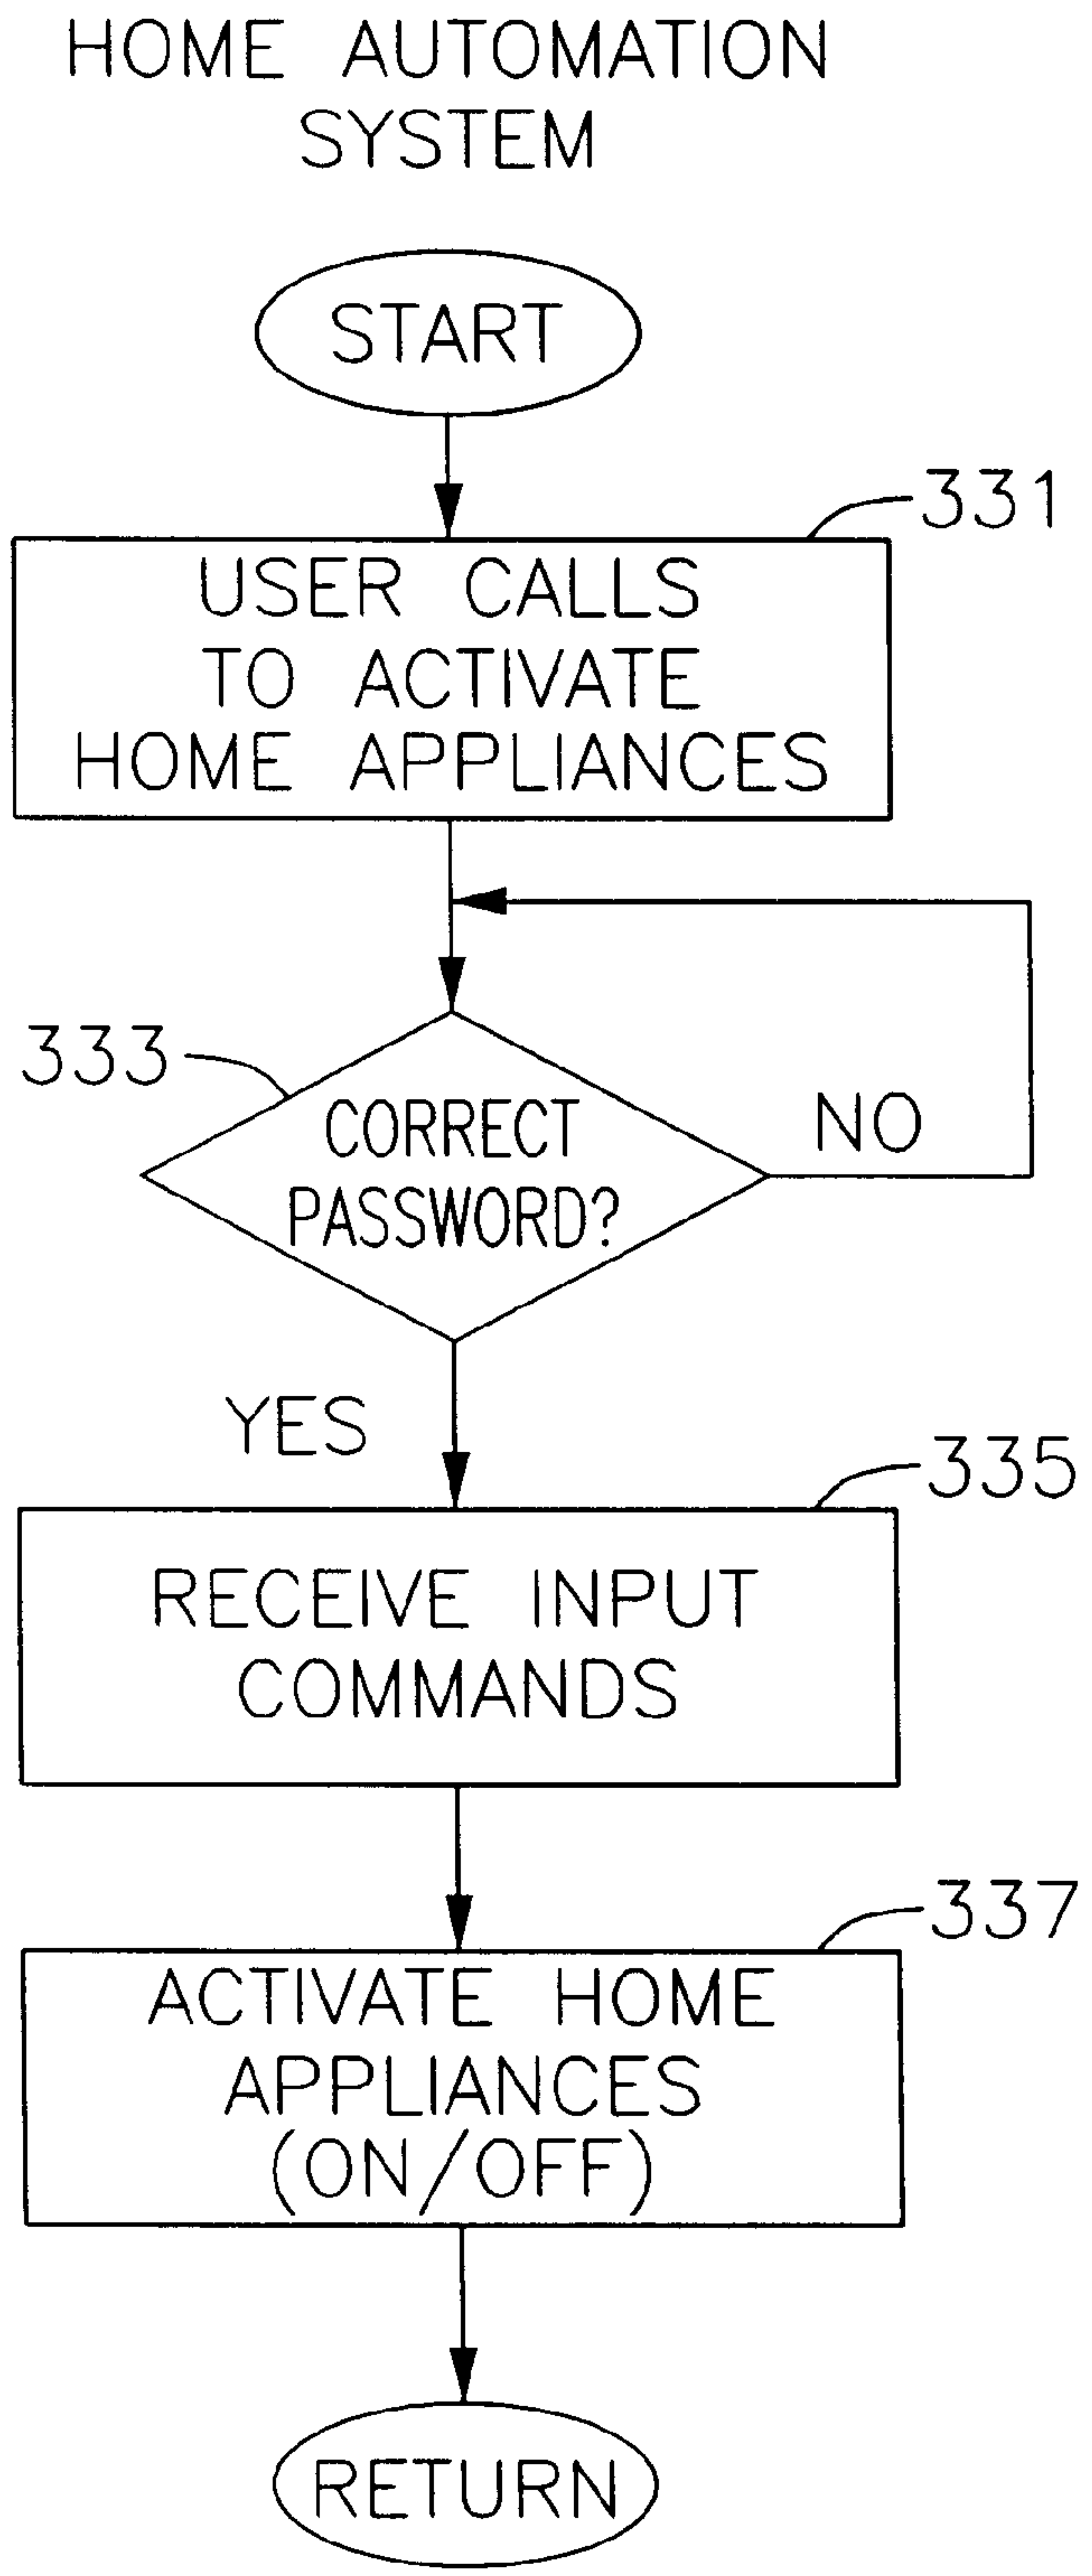 HOME AUTOMATION
SYSTEM
START
331
USER CALLS
TO ACTIVATE
HOME APPLIANCES
333
CORRECT
PASSWORD?
NO
YES
335
RECEIVE INPUT
COMMANDS
337
ACTIVATE HOME
APPLIANCES
(ON/OFF)
RETURN